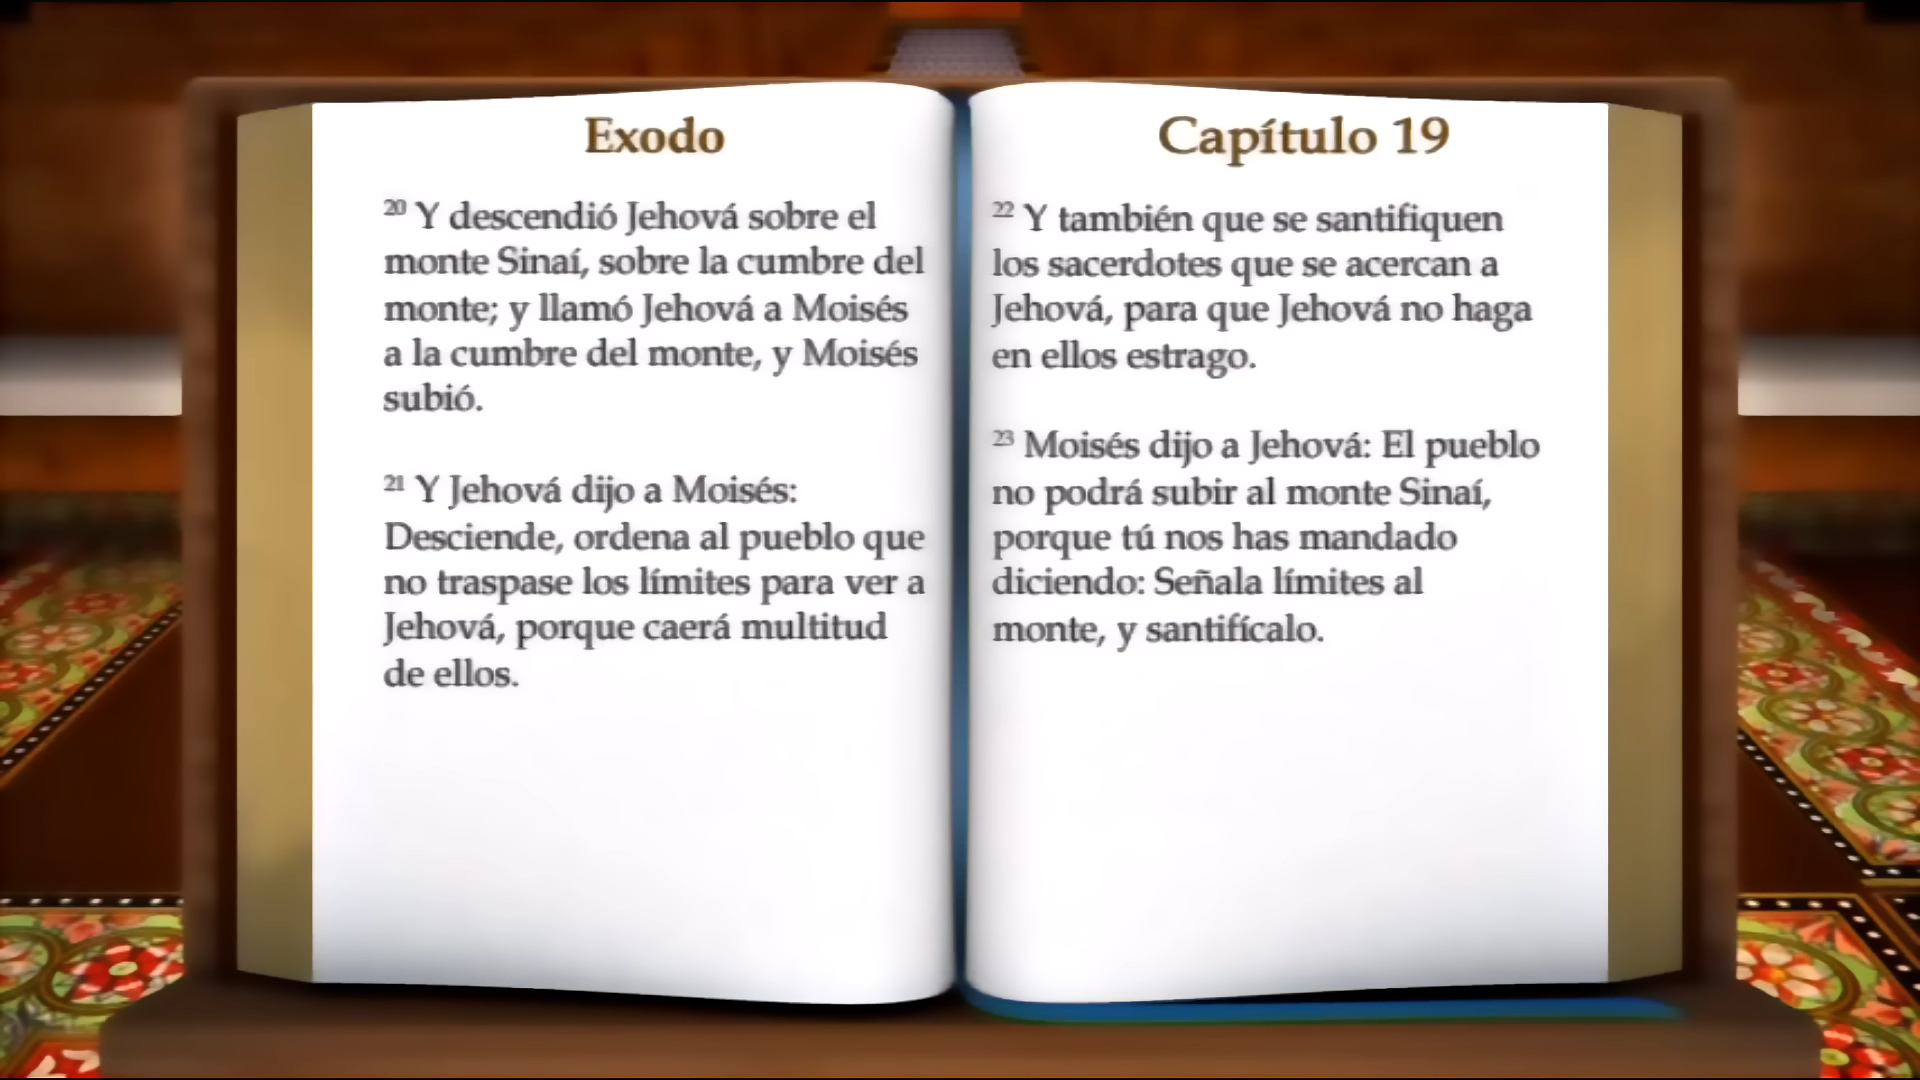 Exodo
20 Y descendió Jehová sobre el
monte Sinaí, sobre la cumbre del
monte; y llamó Jehová a Moisés
a la cumbre del monte, y Moisés
subió.
21 Y Jehová dijo a Moisés:
Desciende, ordena al pueblo que
no traspase los límites para ver a
Jehová, porque caerá multitud
de ellos.
Capítulo 19
22 Y también que se santifiquen
los sacerdotes que se acercan a
Jehová, para que Jehová no haga
en ellos estrago.
23 Moisés dijo a Jehová: El pueblo
no podrá subir al monte Sinaí,
porque tú nos has mandado
diciendo: Señala límites al
monte, y santifícalo.